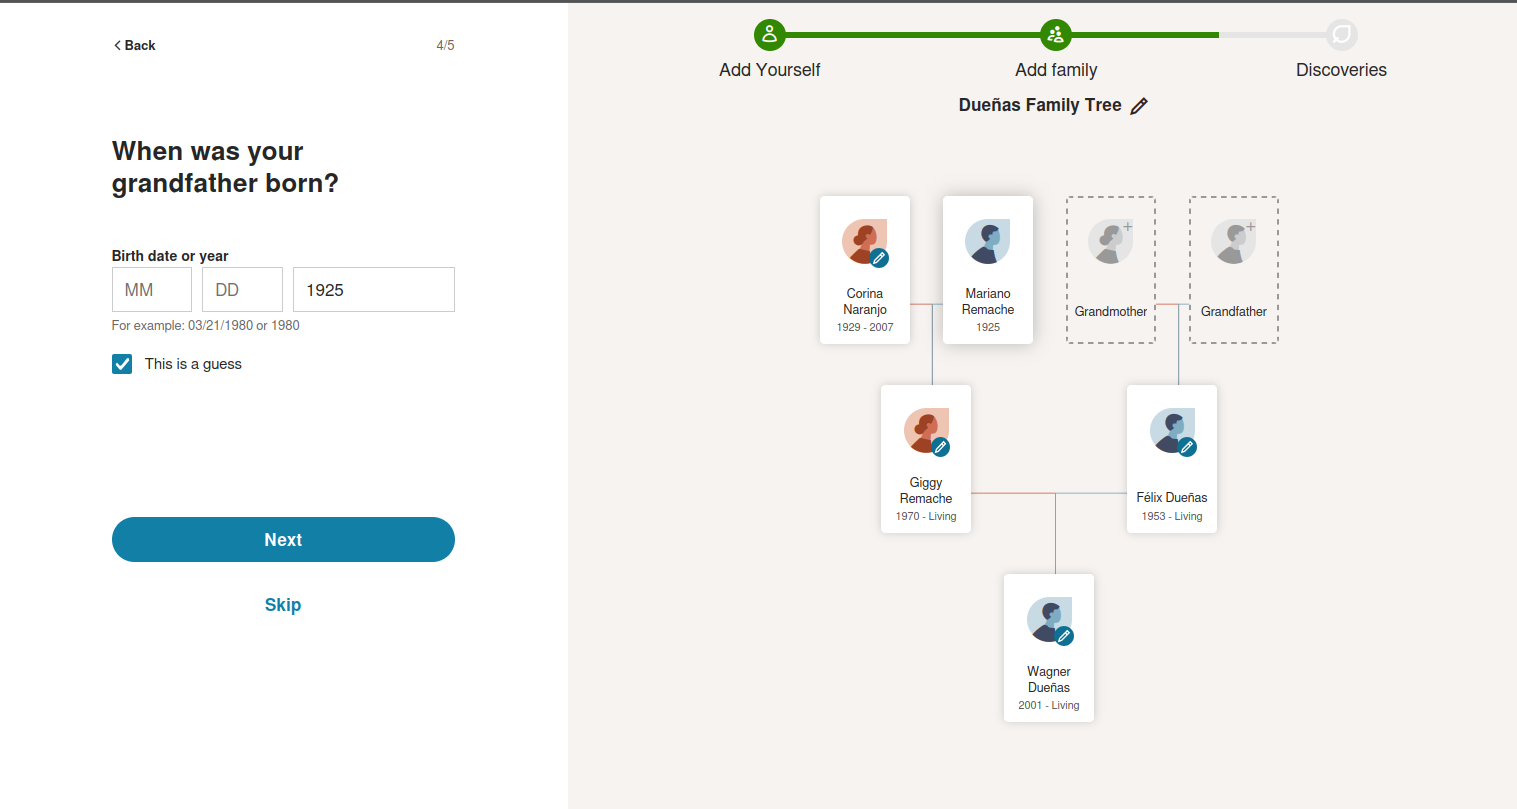 Back
4/5
When was your
grandfather born?
Birth date or year
MM
DD
1925
For example: 03/21/1980 or 1980
This is a guess
Next
Skip
Add Yourself
Add family
Discoveries
Dueñas Family Tree
Corina
Naranjo
1929 - 2007
Mariano
Remache
1925
Grandmother
Grandfather
Giggy
Remache
1970 - Living
Félix Dueñas
1953 - Living
Wagner
Dueñas
2001 - Living